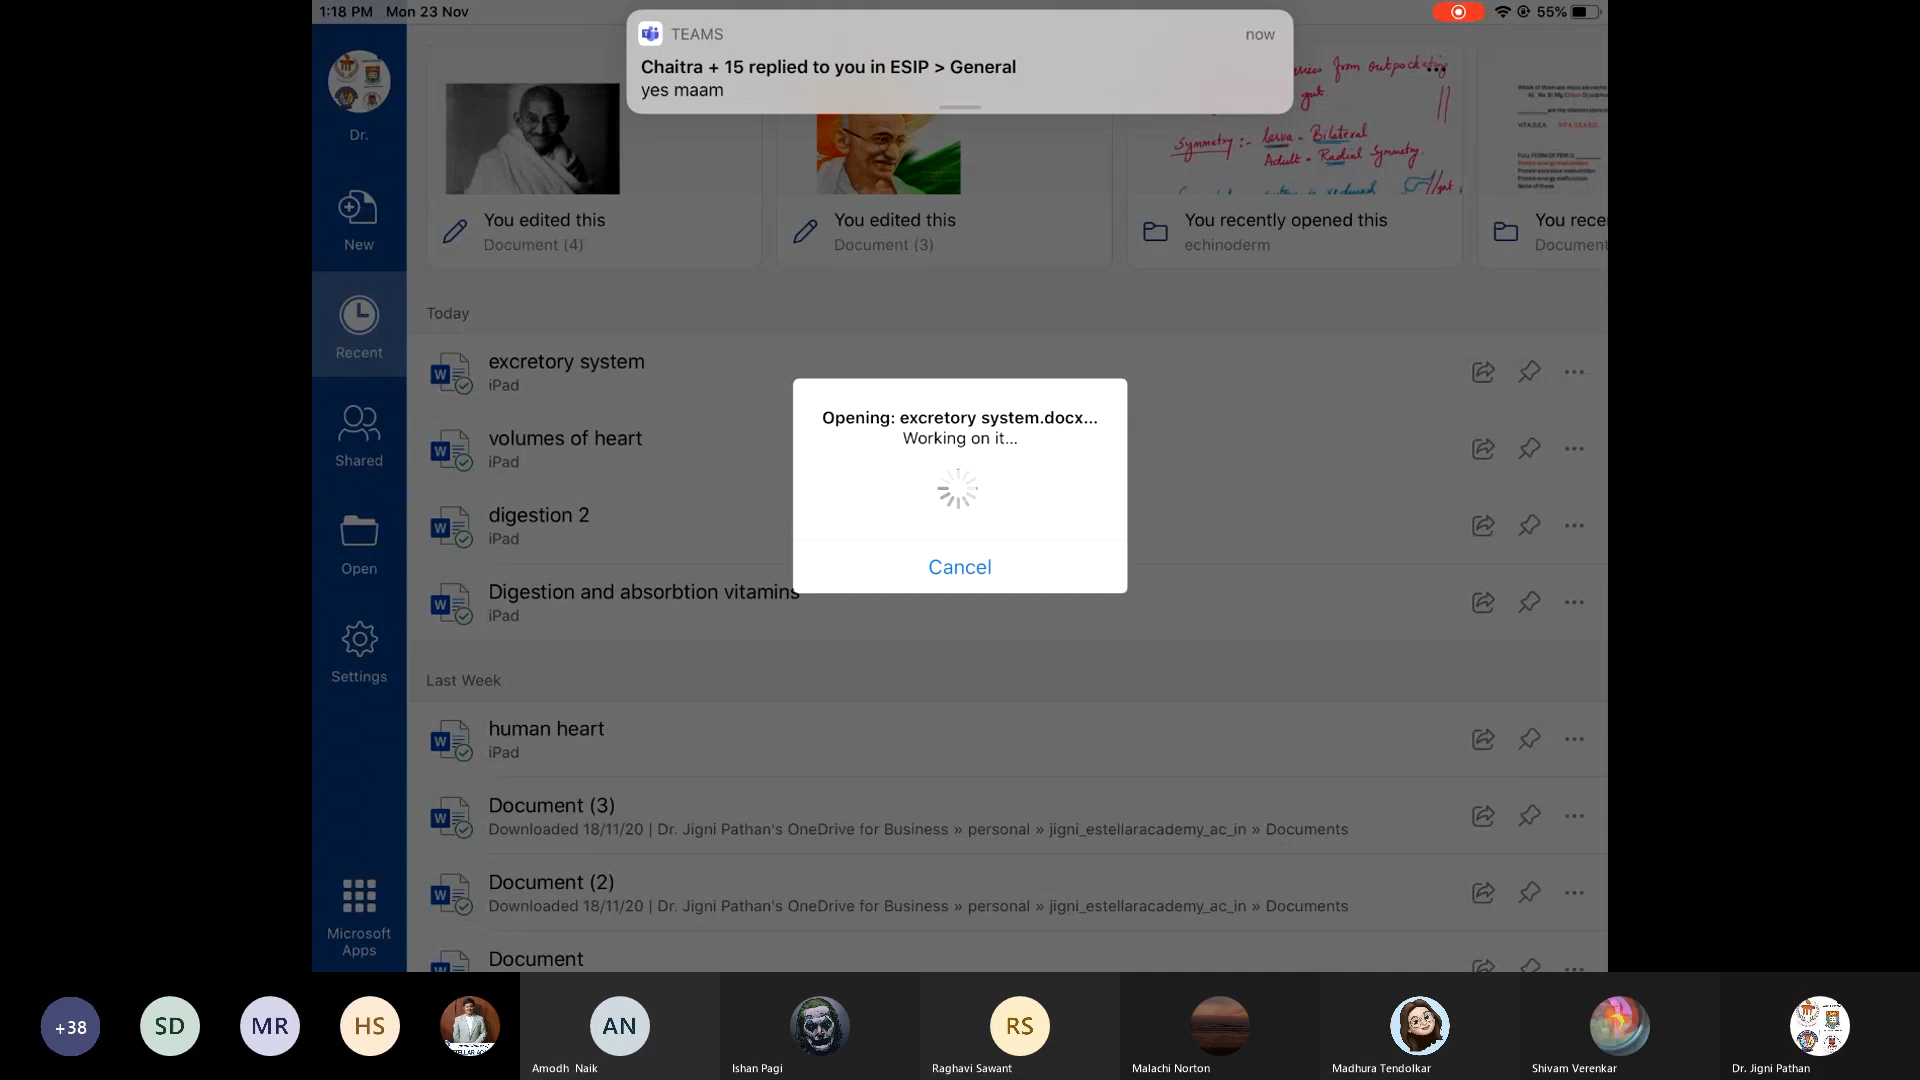 1:18 PM Mon 23 Nov
55%
TEAMS
now
Chaitra + 15 replied to you in ESIP > General
yes maam
from outpocketing
gut.
Symmetry :- larva - Bilateral
Adult - Radial Symmetry.
is reduced
Dr.
New
Recent
Shared
Open
Settings
Microsoft
Apps
You edited this
Document (4)
You edited this
Document (3)
You recently opened this
echinoderm
You rece
Document
Today
excretory system
iPad
volumes of heart
iPad
digestion 2
iPad
Digestion and absorbtion vitamins
iPad
Opening: excretory system.docx...
Working on it...
Cancel
Last Week
human heart
iPad
Document (3)
Downloaded 18/11/20 | Dr. Jigni Pathan's OneDrive for Business » personal » jigni_estellaracademy_ac_in » Documents
Document (2)
Downloaded 18/11/20 | Dr. Jigni Pathan's OneDrive for Business » personal » jigni_estellaracademy_ac_in » Documents
Document
+38
SD
MR
HS
AN
RS
Amodh Naik
Ishan Pagi
Raghavi Sawant
Malachi Norton
Madhura Tendolkar
Shivam Verenkar
Dr. Jigni Pathan